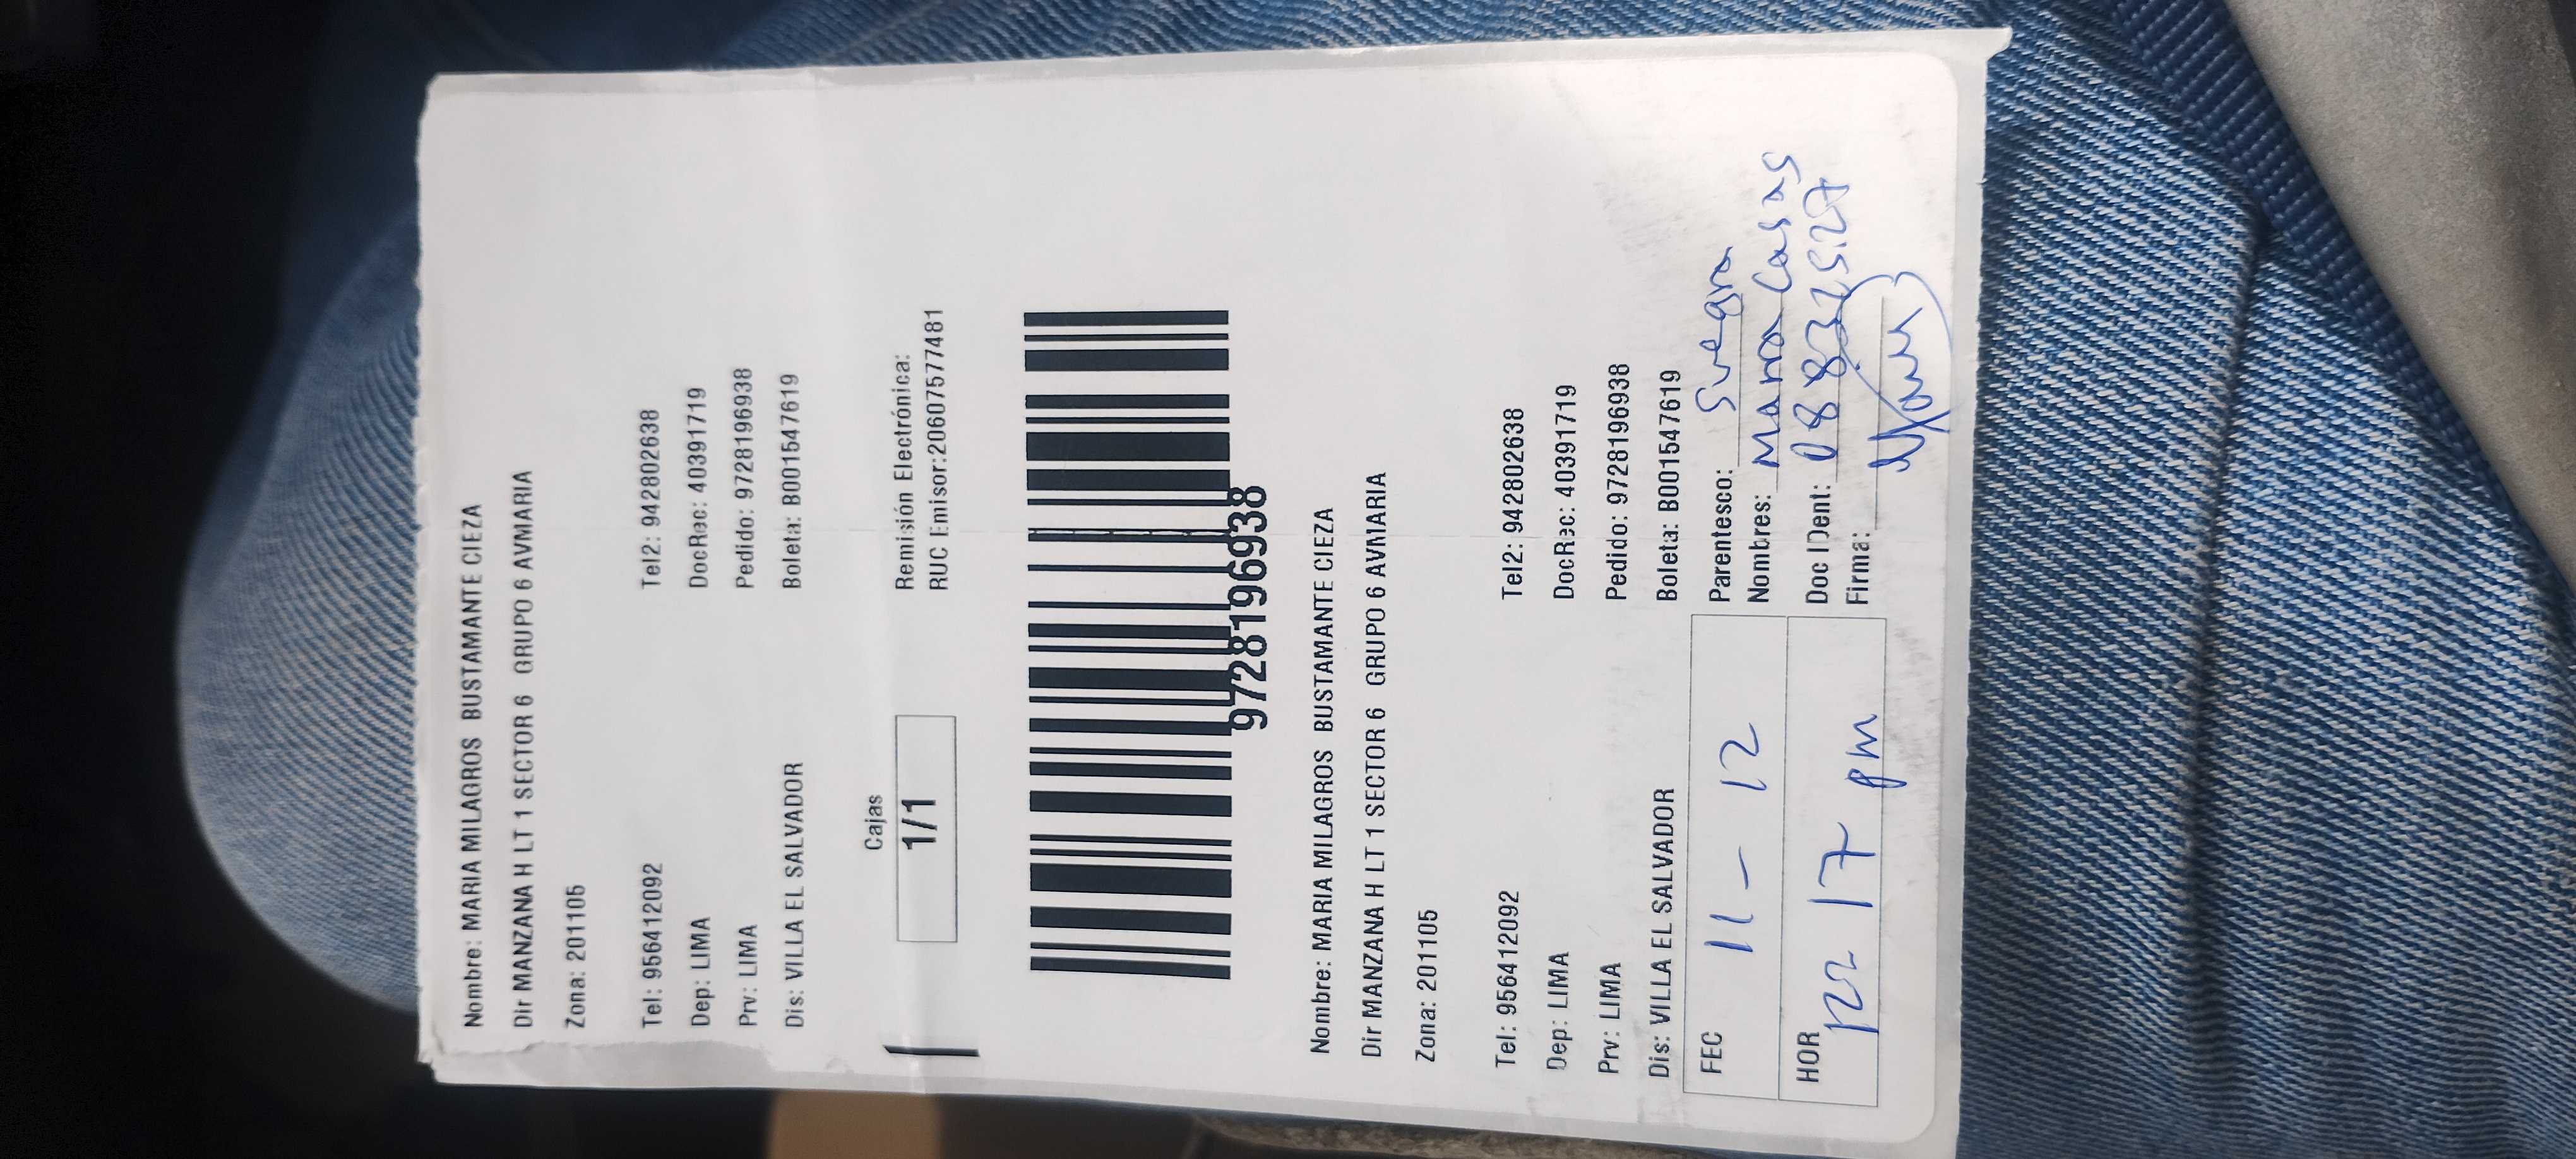 Nombre: MARIA MILAGROS BUSTAMANTE CIEZA
Dir MANZANA H LT 1 SECTOR 6 GRUPO 6 AVMARIA
Zona: 201105
Tel: 956412092 Tel2: 942802638
Dep: LIMA DocRec: 40391719
Prv: LIMA Pedido: 9728196938
Dis: VILLA EL SALVADOR Boleta: B001547619
Cajas Remisión Electrónica:
1/1 RUC Emisor:20607577481
9728196938
Nombre: MARIA MILAGROS BUSTAMANTE CIEZA
Dir MANZANA H LT 1 SECTOR 6 GRUPO 6 AVMARIA
Zona: 201105
Tel: 956412092 Tel2: 942802638
Dep: LIMA DocRec: 40391719
Prv: LIMA Pedido: 9728196938
Dis: VILLA EL SALVADOR Boleta: B001547619
FEC 11 - 12 Parentesco: Suegra
Nombres: Casas
HOR 17 pm Doc IDent:
Firma: